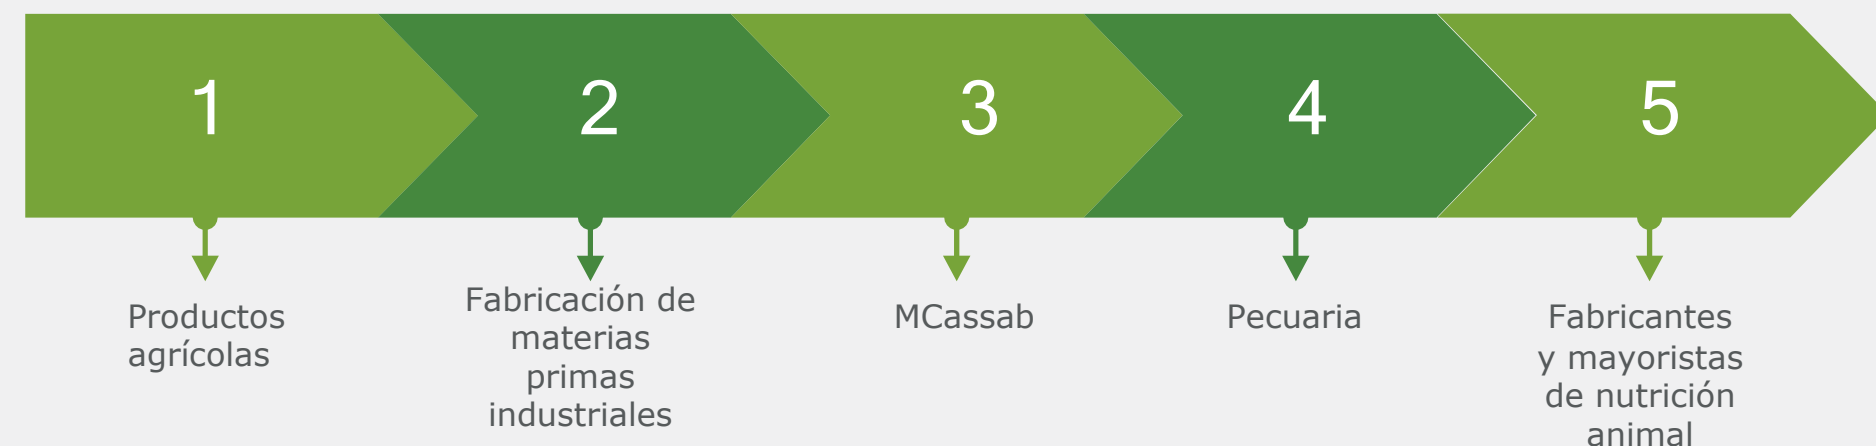 1
2
3
4
5
Productos
agrícolas
Fabricación de
materias
primas
industriales
MCassab
Pecuaria
Fabricantes
y mayoristas
de nutrición
animal